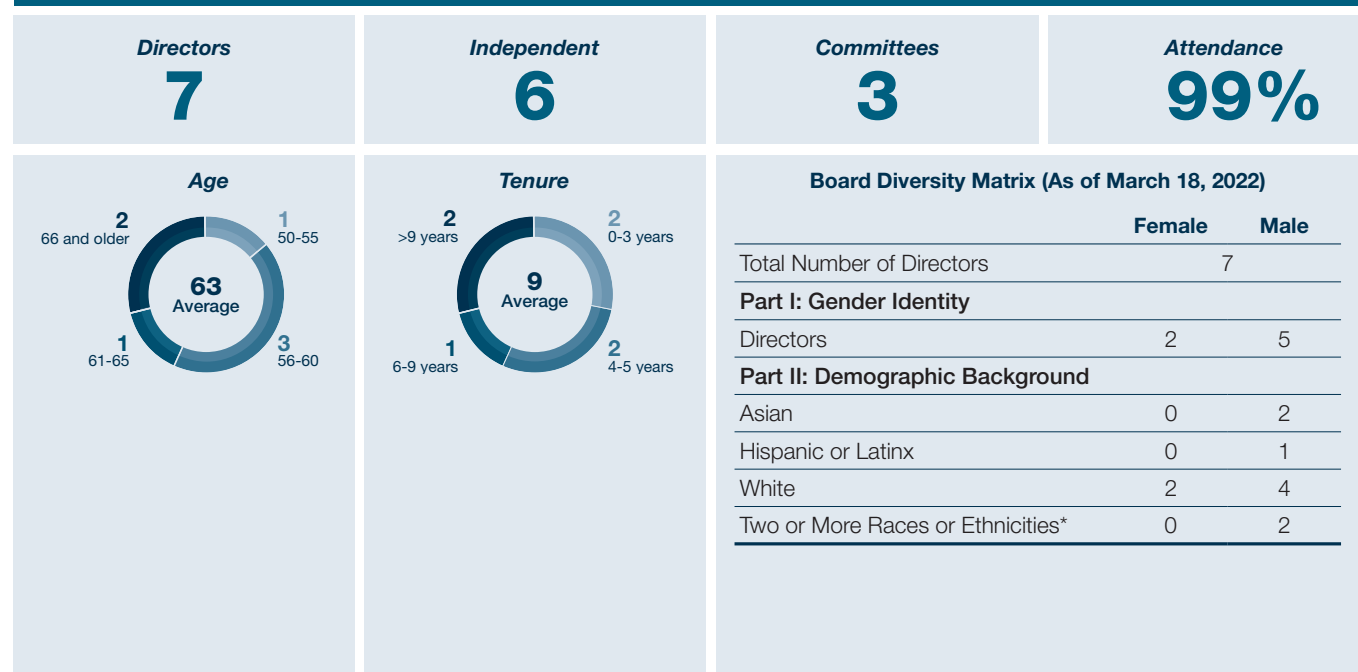 Directors
7
Independent
6
Committees
3
Attendance
99%
Age
2
66 and older
1
50-55
63
Average
1
61-65
3
56-60
Tenure
2
>9 years
2
0-3 years
9
Average
1
6-9 years
2
4-5 years
Board Diversity Matrix (As of March 18, 2022)
Female Male
Total Number of Directors 7
Part I: Gender Identity
Directors 2 5
Part II: Demographic Background
Asian 0 2
Hispanic or Latinx 0 1
White 2 4
Two or More Races or Ethnicities* 0 2